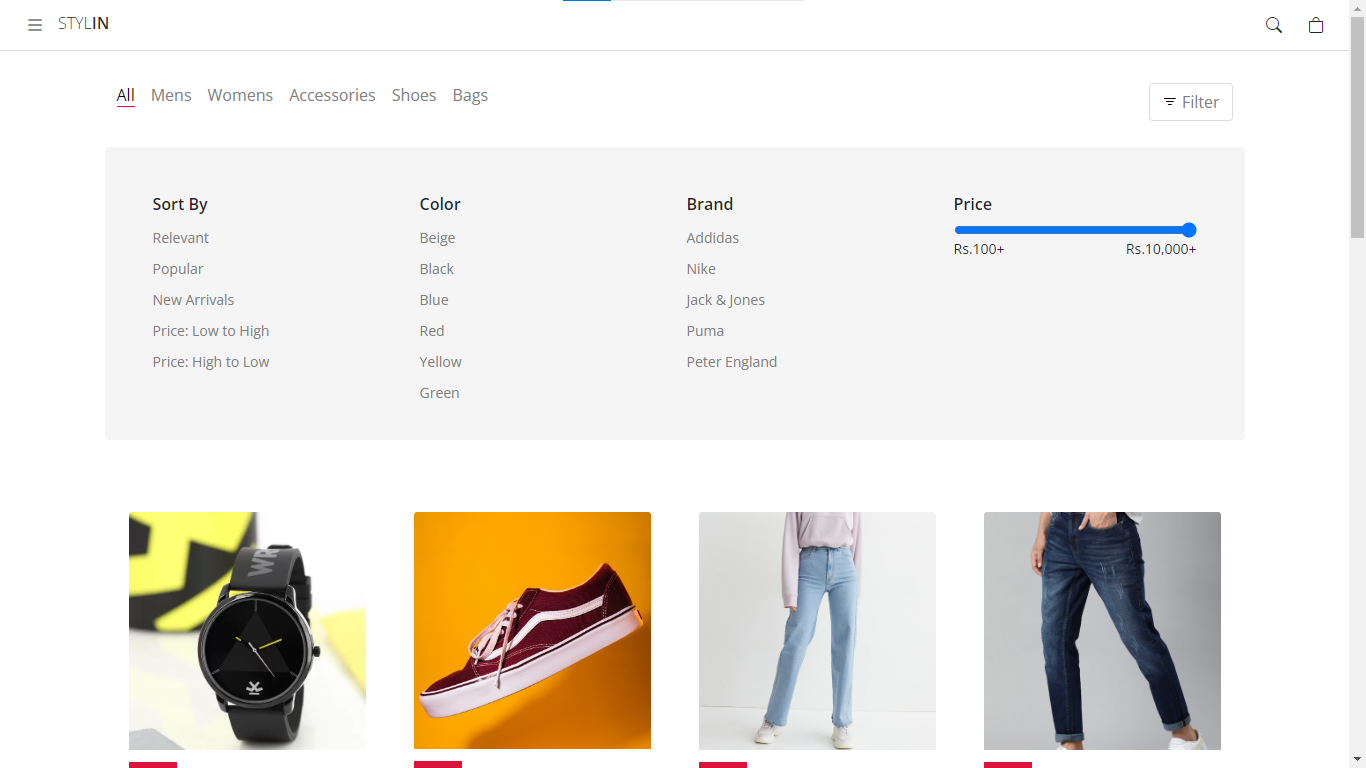 STYLIN
All Mens Womens Accessories Shoes Bags
Filter
Sort By
Relevant
Popular
New Arrivals
Price: Low to High
Price: High to Low
Color
Beige
Black
Blue
Red
Yellow
Green
Brand
Addidas
Nike
Jack & Jones
Puma
Peter England
Price
Rs.100+ Rs.10,000+
WR